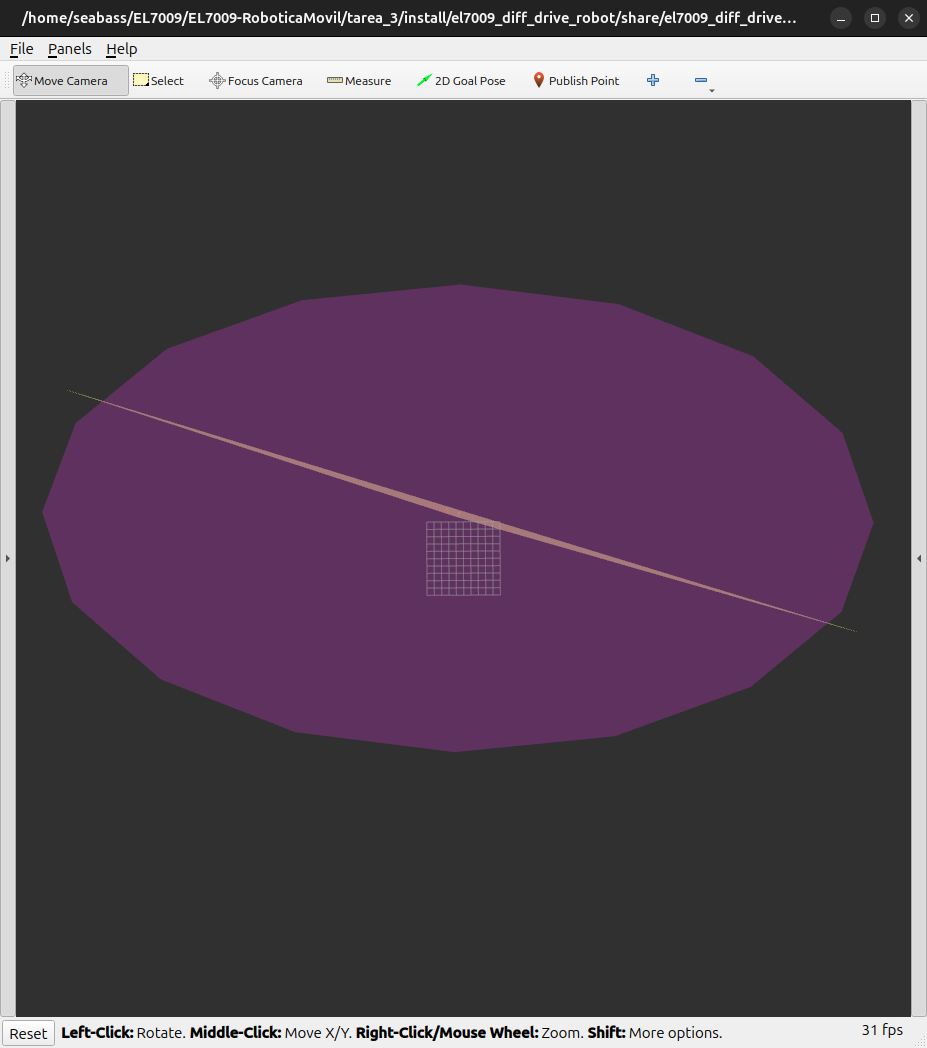 /home/seabass/EL7009/EL7009-RoboticaMovil/tarea_3/install/el7009_diff_drive_robot/share/el7009_diff_drive...
File Panels Help
Move Camera Select Focus Camera Measure 2D Goal Pose Publish Point
Reset Left-Click: Rotate. Middle-Click: Move X/Y. Right-Click/Mouse Wheel: Zoom. Shift: More options. 31 fps